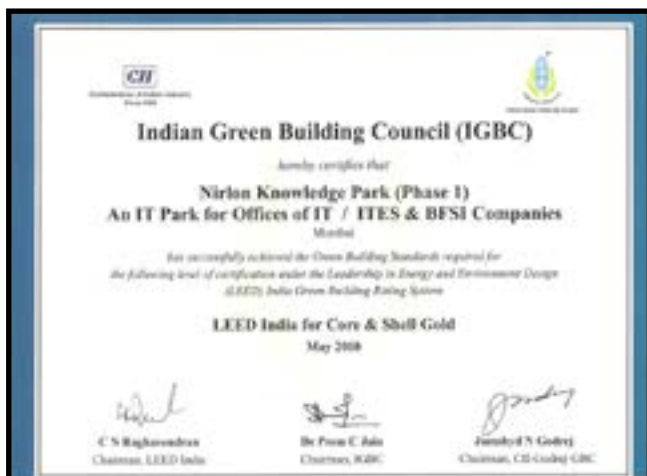 CII
Indian Green Building Council (IGBC)
hereby certifies that
Nirlon Knowledge Park (Phase 1)
An IT Park for Offices of IT / ITES & BFSI Companies
Mumbai
has successfully achieved the Green Building Standards required for
the following level of certification under the Leadership in Energy and Environment Design
(LEED) India Green Building Rating System
LEED India for Core & Shell Gold
May
C N Raghavendran
Dr Prem C Jain
Jamshyd N Godrej
Chairman, LEED India
Chairman, IGBC
Chairman, CII-Godrej GBC